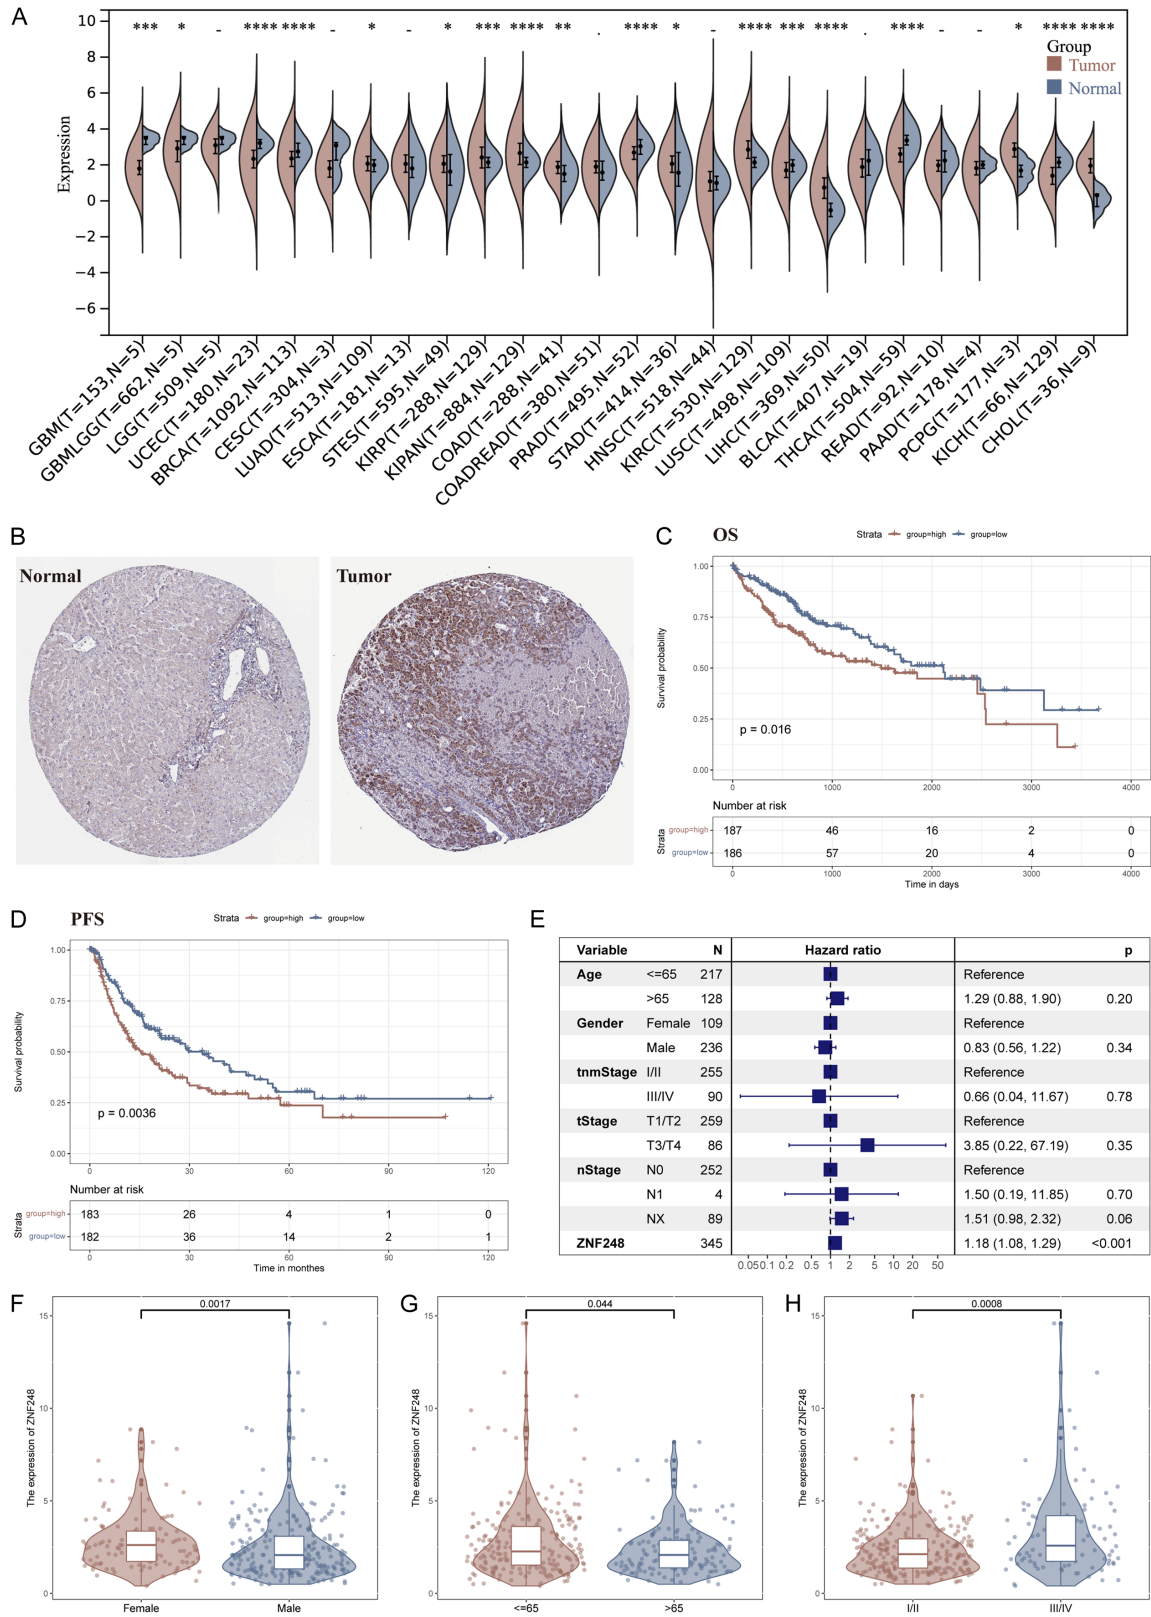 A
10
8
6
4
2
0
−2
−4
−6
Expression
*** * - **** **** - * - * *** **** ** . **** * - **** *** **** . **** - - * **** ****
Group
Tumor
Normal
GBM(T=153,N=5)
GBMLGG(T=662,N=5)
LGG(T=509,N=5)
UCEC(T=180,N=23)
BRCA(T=1092,N=113)
CESC(T=304,N=3)
LUAD(T=513,N=109)
ESCA(T=181,N=13)
STES(T=595,N=49)
KIRP(T=288,N=129)
KIPAN(T=884,N=129)
COAD(T=288,N=41)
COADREAD(T=380,N=51)
PRAD(T=495,N=52)
STAD(T=414,N=36)
HNSC(T=518,N=44)
KIRC(T=530,N=129)
LUSC(T=498,N=109)
LIHC(T=369,N=50)
BLCA(T=407,N=19)
THCA(T=504,N=59)
READ(T=92,N=10)
PAAD(T=178,N=4)
PCPG(T=177,N=3)
KICH(T=66,N=129)
CHOL(T=36,N=9)
B
Normal
Tumor
C
OS
Strata group=high group=low
1.00
0.75
0.50
0.25
0.00
Survival probability
p = 0.016
0 1000 2000 3000 4000
Number at risk
Strata
group=high 187 46 16 2 0
group=low 186 57 20 4 0
0 1000 2000 3000 4000
Time in days
D
PFS
Strata group=high group=low
1.00
0.75
0.50
0.25
0.00
Survival probability
p = 0.0036
0 30 60 90 120
Number at risk
Strata
group=high 183 26 4 1 0
group=low 182 36 14 2 1
0 30 60 90 120
Time in monthes
E
Variable N Hazard ratio p
Age <=65 217 Reference
>65 128 1.29 (0.88, 1.90) 0.20
Gender Female 109 Reference
Male 236 0.83 (0.56, 1.22) 0.34
tnmStage I/II 255 Reference
III/IV 90 0.66 (0.04, 11.67) 0.78
tStage T1/T2 259 Reference
T3/T4 86 3.85 (0.22, 67.19) 0.35
nStage N0 252 Reference
N1 4 1.50 (0.19, 11.85) 0.70
NX 89 1.51 (0.98, 2.32) 0.06
ZNF248 345 1.18 (1.08, 1.29) <0.001
0.05 0.1 0.2 0.5 1 2 5 10 20 50
F
0.0017
15
10
5
0
The expression of ZNF248
Female Male
G
0.044
15
10
5
0
The expression of ZNF248
<=65 >65
H
0.0008
15
10
5
0
The expression of ZNF248
I/II III/IV